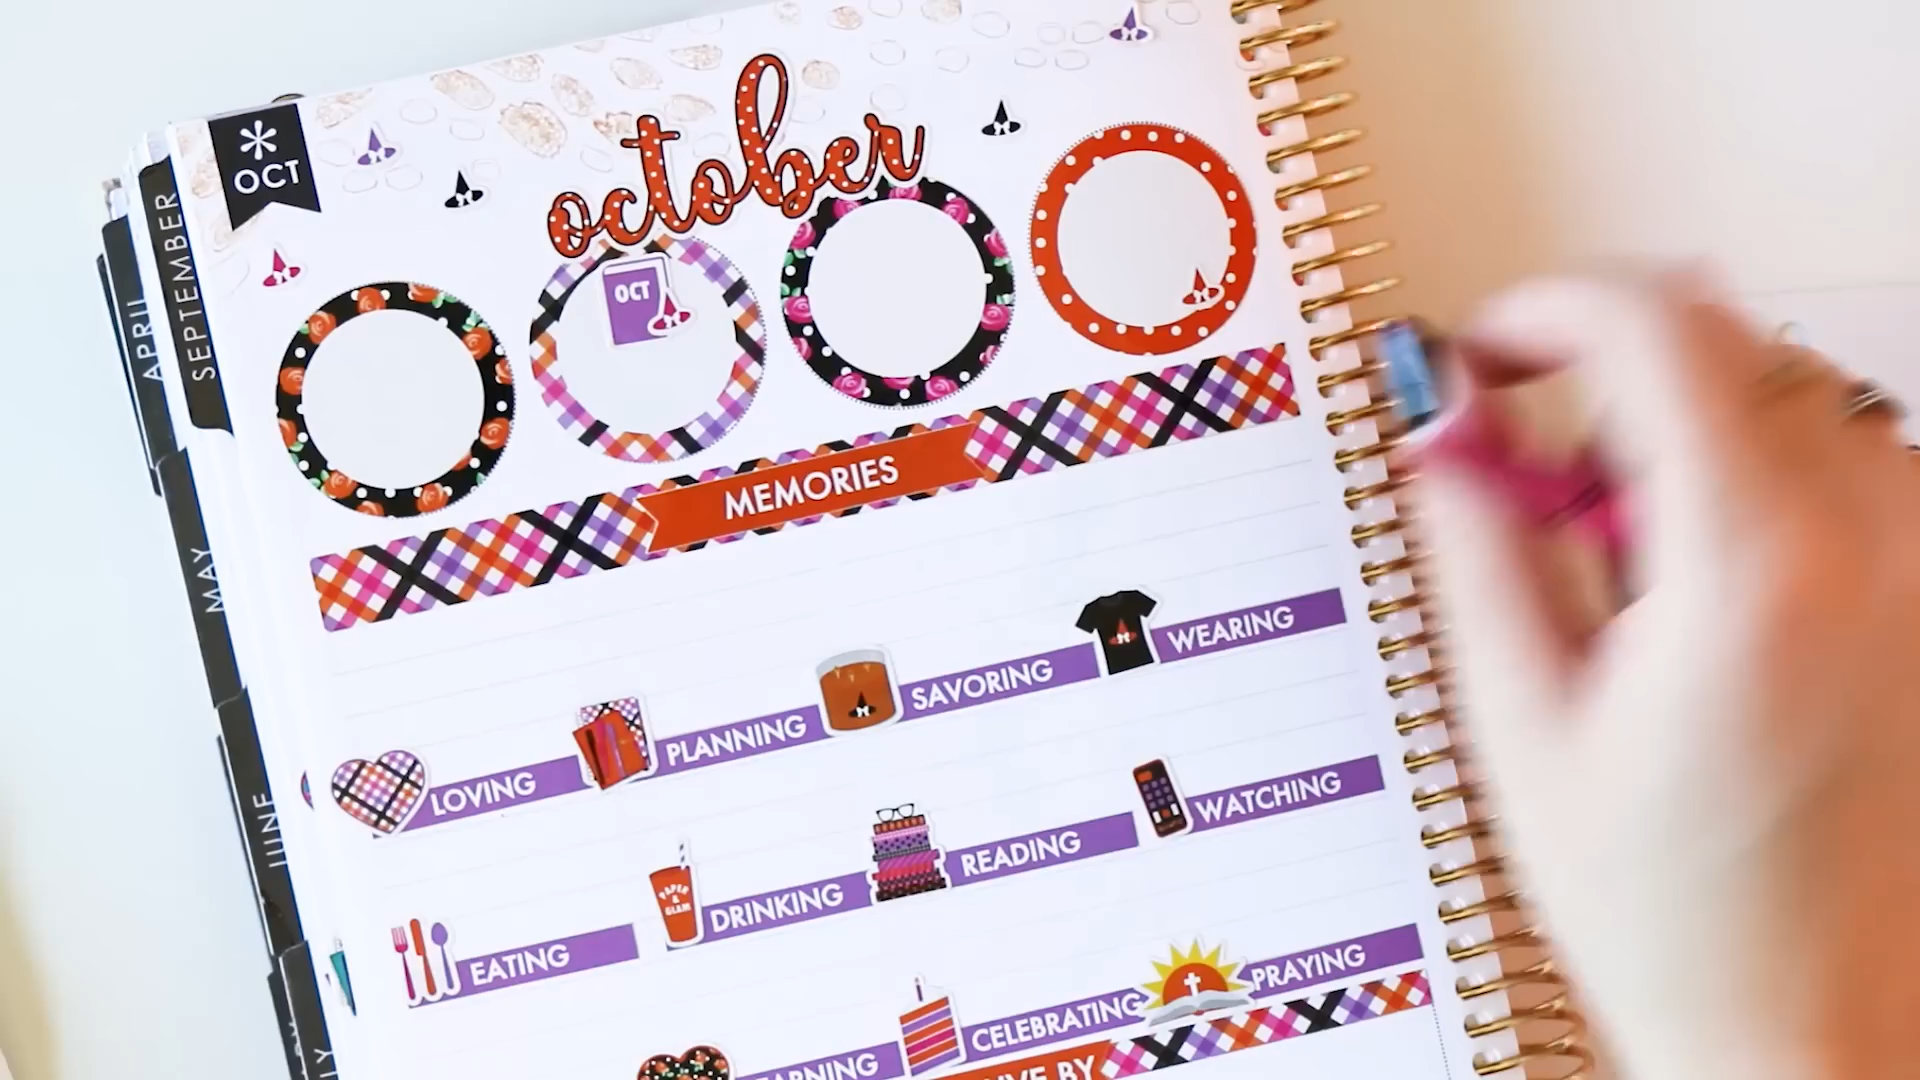 OCT
october
OCT
MEMORIES
LOVING
PLANNING
SAVORING
WEARING
EATING
DRINKING
READING
WATCHING
CELEBRATING
PRAYING
BY
PAPER
&
GLAM
SEPTEMBER
APRIL
MAY
JUNE